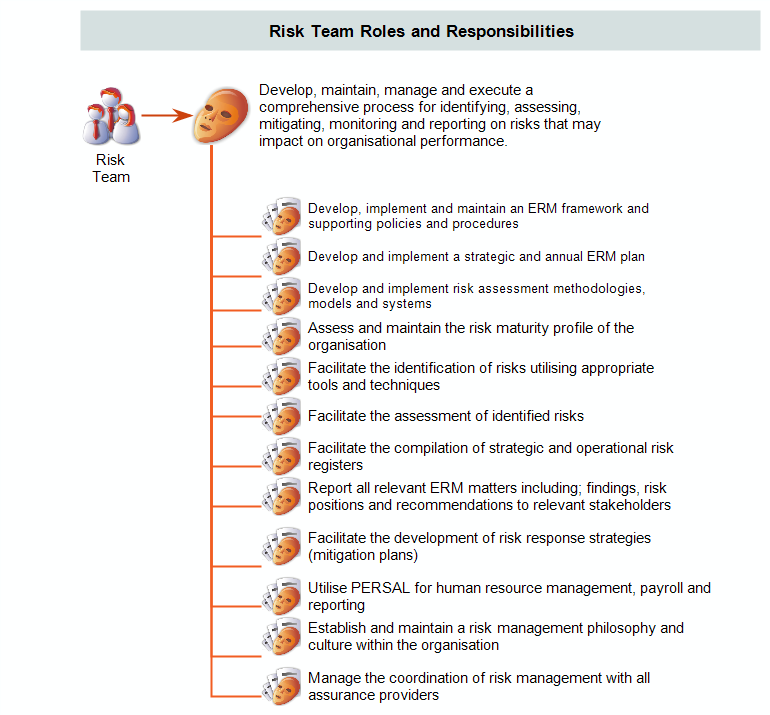 Risk Team Roles and Responsibilities
Develop, maintain, manage and execute a
comprehensive process for identifying, assessing,
mitigating, monitoring and reporting on risks that may
impact on organisational performance.
Risk
Team
Develop, implement and maintain an ERM framework and
supporting policies and procedures
Develop and implement a strategic and annual ERM plan
Develop and implement risk assessment methodologies,
models and systems
Assess and maintain the risk maturity profile of the
organisation
Facilitate the identification of risks utilising appropriate
tools and techniques
Facilitate the assessment of identified risks
Facilitate the compilation of strategic and operational risk
registers
Report all relevant ERM matters including; findings, risk
positions and recommendations to relevant stakeholders
Facilitate the development of risk response strategies
(mitigation plans)
Utilise PERSAL for human resource management, payroll and
reporting
Establish and maintain a risk management philosophy and
culture within the organisation
Manage the coordination of risk management with all
assurance providers